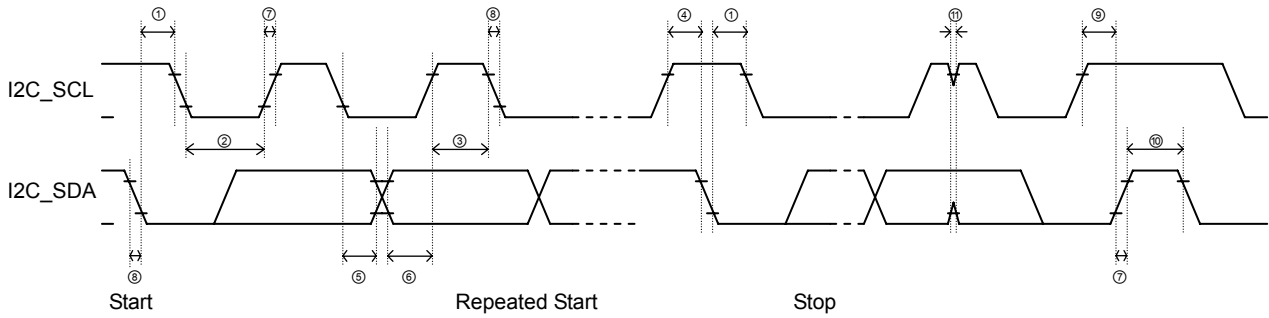 ① ⑦ ⑧ ④ ① ⑪ ⑨
I2C_SCL
② ③ ⑩
I2C_SDA
⑧ ⑤ ⑥ ⑦
Start Repeated Start Stop